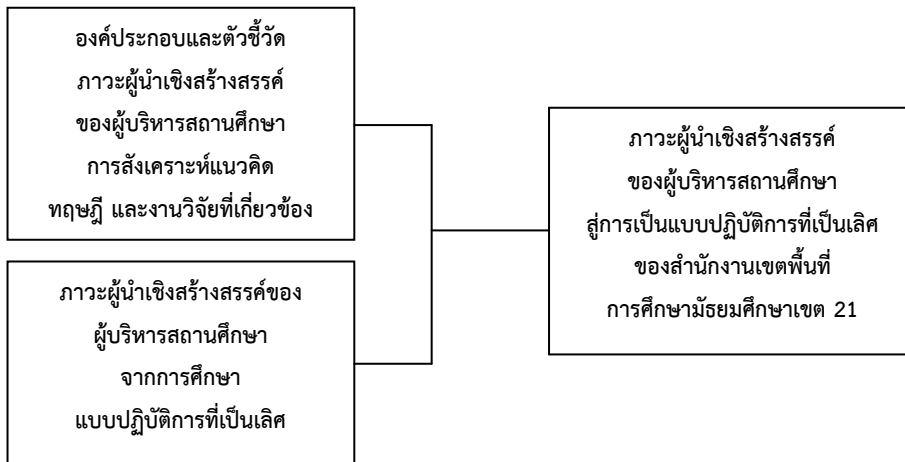 องค์ประกอบและตัวชี้วัด
ภาวะผู้นำเชิงสร้างสรรค์
ของผู้บริหารสถานศึกษา
การสังเคราะห์แนวคิด
ทฤษฎี และงานวิจัยที่เกี่ยวข้อง
ภาวะผู้นำเชิงสร้างสรรค์ของ
ผู้บริหารสถานศึกษา
จากการศึกษา
แบบปฏิบัติการที่เป็นเลิศ
ภาวะผู้นำเชิงสร้างสรรค์
ของผู้บริหารสถานศึกษา
สู่การเป็นแบบปฏิบัติการที่เป็นเลิศ
ของสำนักงานเขตพื้นที่
การศึกษามัธยมศึกษาเขต 21